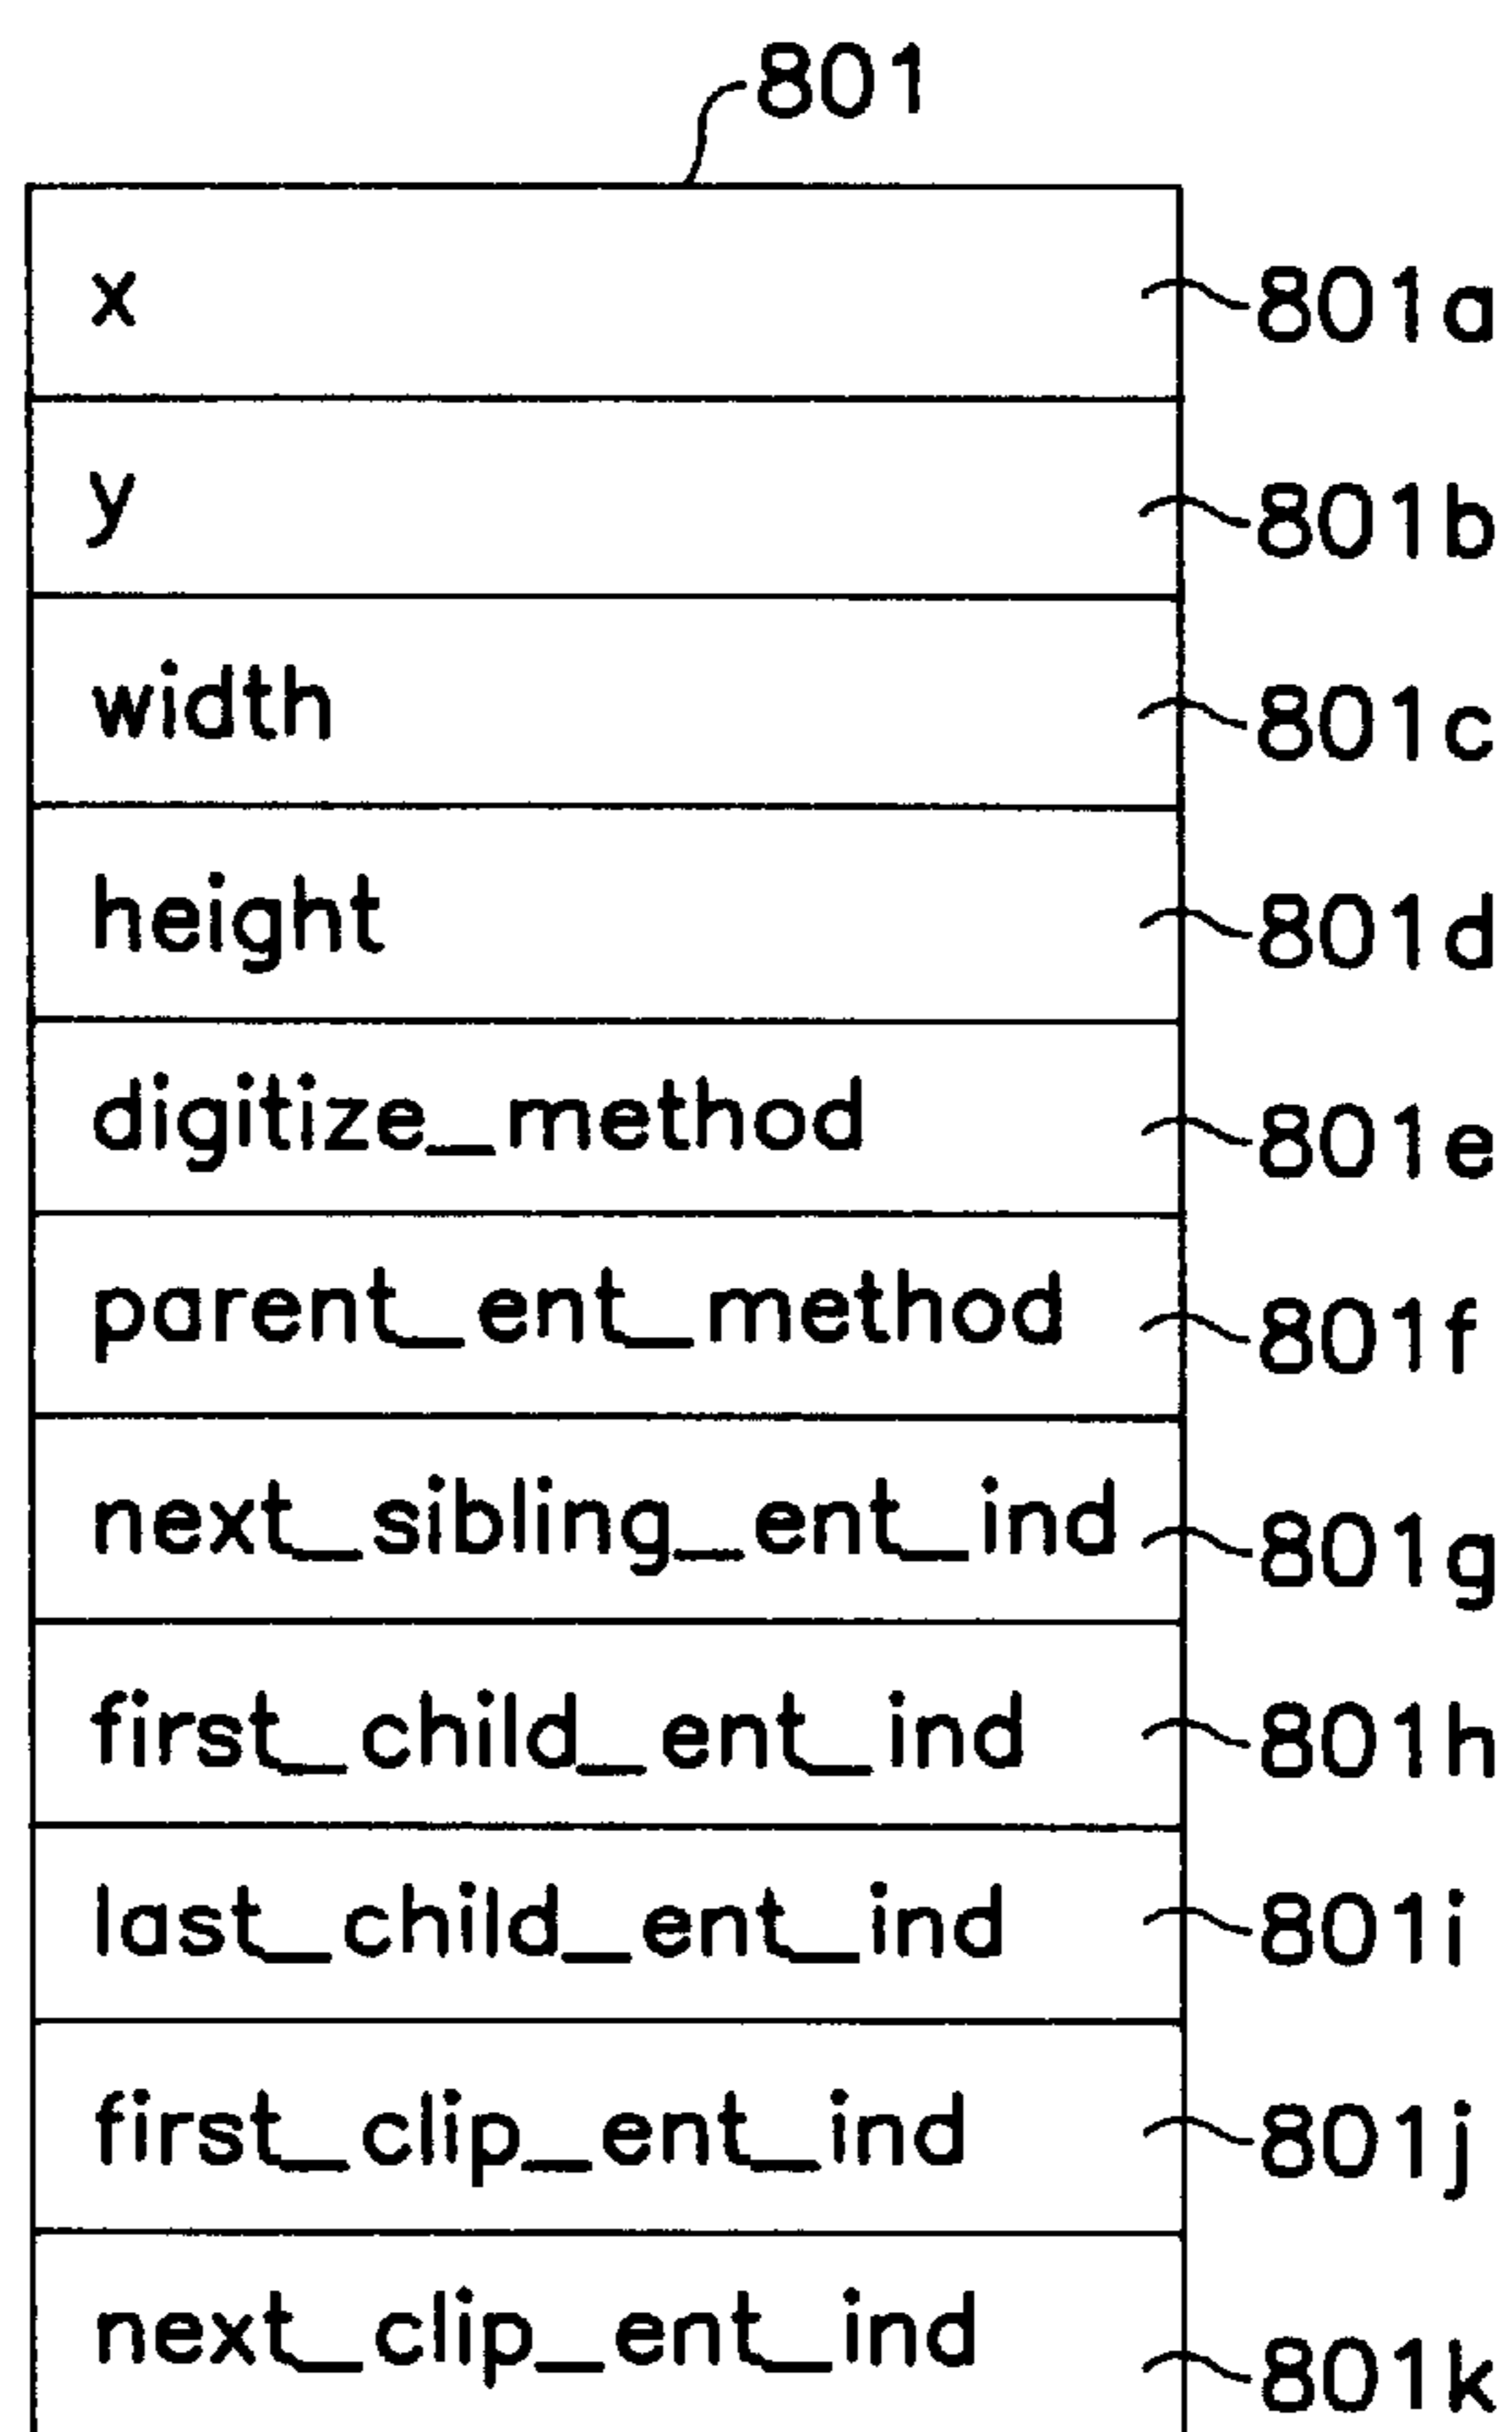 801
x 801a
y 801b
width 801c
height 801d
digitize_method 801e
parent_ent_method 801f
next_sibling_ent_ind 801g
first_child_ent_ind 801h
last_child_ent_ind 801i
first_clip_ent_ind 801j
next_clip_ent_ind 801k